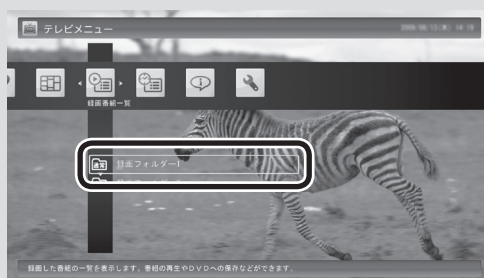 テレビメニュー
録画番組一覧
通常 録画フォルダー1
録画した番組の一覧を表示します。番組の再生やDVDへの保存などができます。